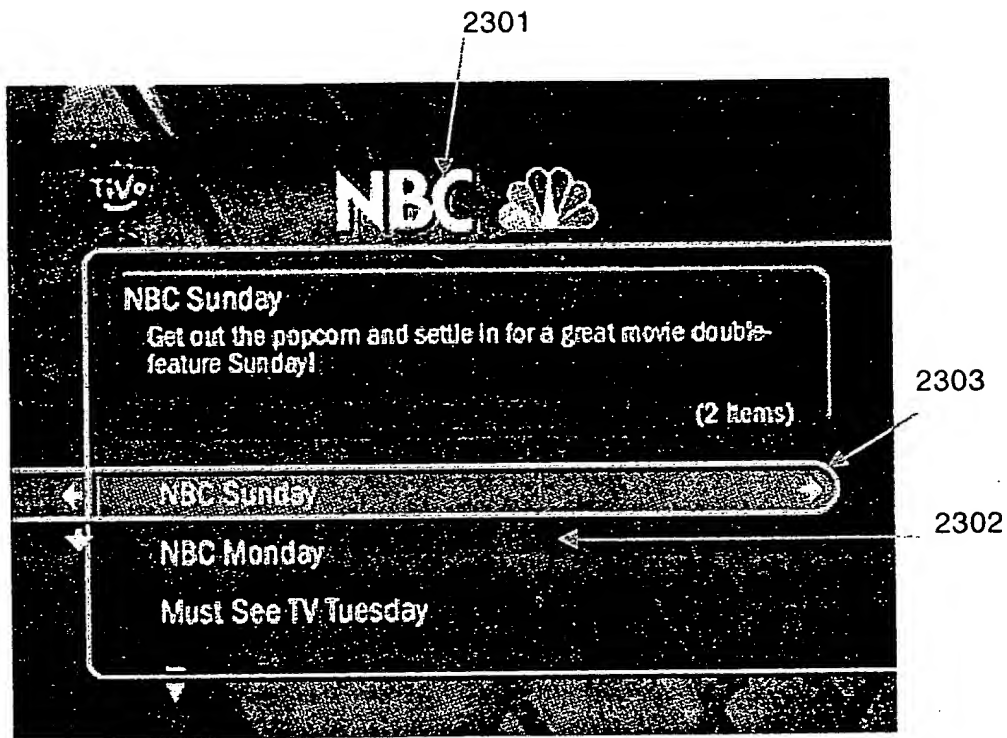 2301
TiVo
NBC
NBC Sunday
Get out the popcorn and settle in for a great movie double-
feature Sunday!
(2 items)
2303
NBC Sunday
2302
NBC Monday
Must See TV Tuesday